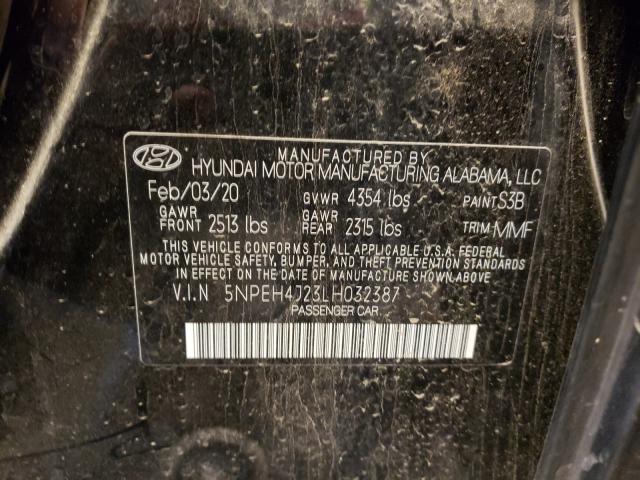 MANUFACTURED BY
HYUNDAI MOTOR MANUFACTURING ALABAMA, LLC
Feb/03/20 GVWR 4354 lbs PAINT S3B
GAWR FRONT 2513 lbs GAWR REAR 2315 lbs TRIM MMF
THIS VEHICLE CONFORMS TO ALL APPLICABLE U.S.A. FEDERAL
MOTOR VEHICLE SAFETY, BUMPER, AND THEFT PREVENTION STANDARDS
IN EFFECT ON THE DATE OF MANUFACTURE SHOWN ABOVE
V.I.N 5NPEH4J23LH032387
PASSENGER CAR